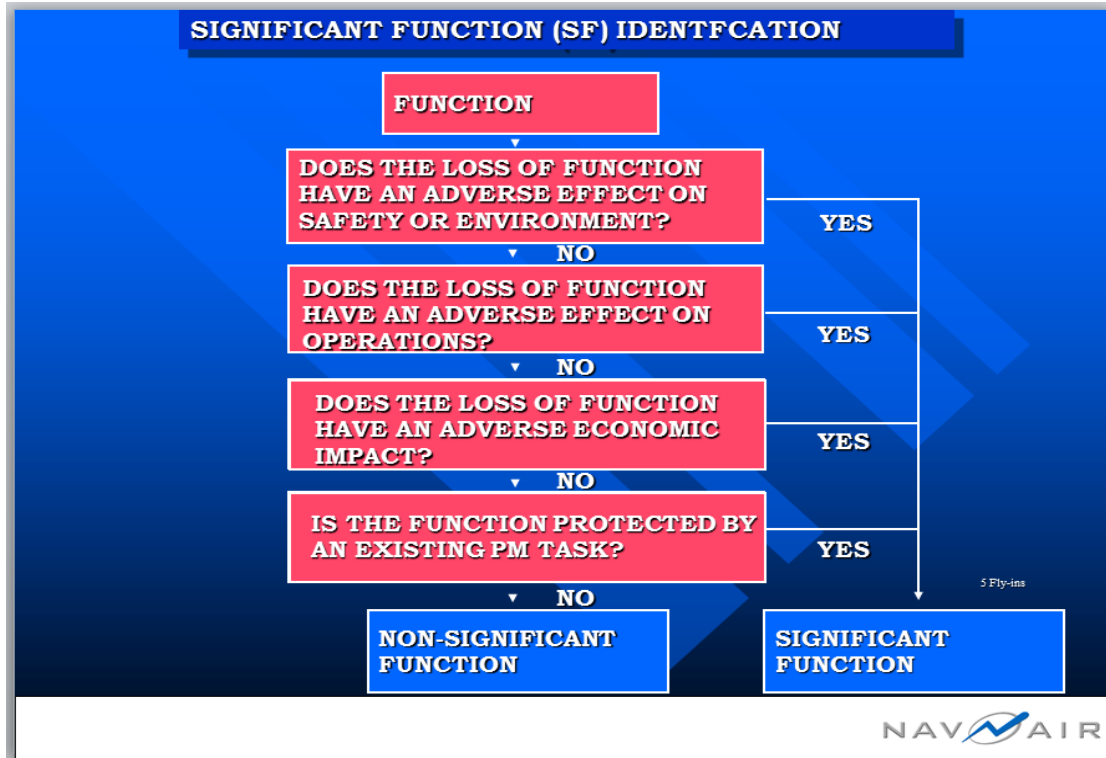 SIGNIFICANT FUNCTION (SF) IDENTFCATION
FUNCTION
DOES THE LOSS OF FUNCTION
HAVE AN ADVERSE EFFECT ON
SAFETY OR ENVIRONMENT?
YES
NO
DOES THE LOSS OF FUNCTION
HAVE AN ADVERSE EFFECT ON
OPERATIONS?
YES
NO
DOES THE LOSS OF FUNCTION
HAVE AN ADVERSE ECONOMIC
IMPACT?
YES
NO
IS THE FUNCTION PROTECTED BY
AN EXISTING PM TASK?
YES
5 Fly-ins
NO
NON-SIGNIFICANT
FUNCTION
SIGNIFICANT
FUNCTION
NAVAIR